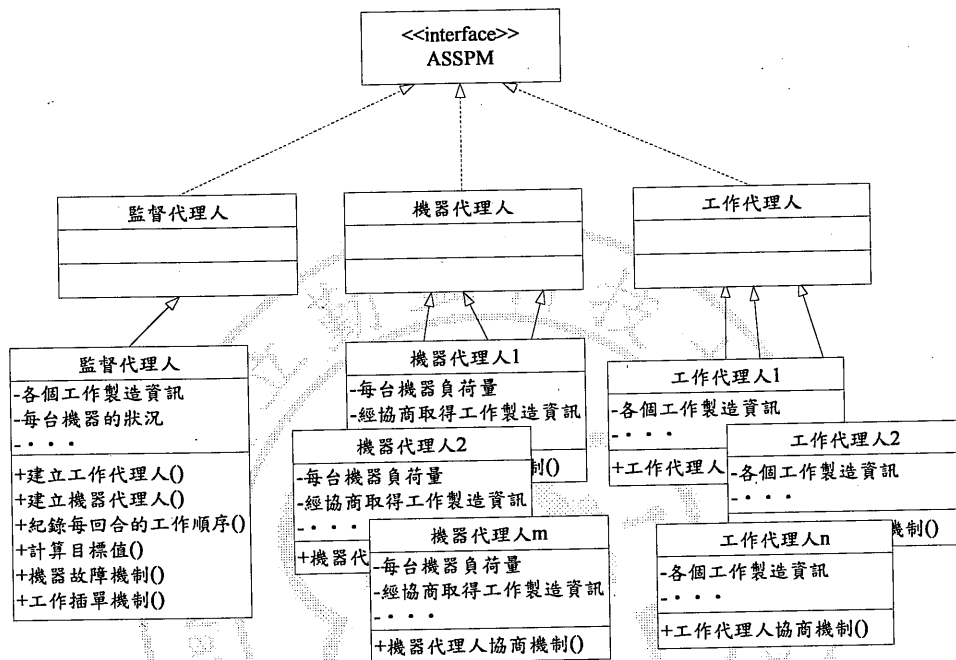 <<interface>>
ASSPM
監督代理人
機器代理人
工作代理人
監督代理人
-各個工作製造資訊
-每台機器的狀況
-・・・
+建立工作代理人()
+建立機器代理人()
+紀錄每回合的工作順序()
+計算目標值()
+機器故障機制()
+工作插單機制()
機器代理人1
-每台機器負荷量
-經協商取得工作製造資訊
制()
機器代理人2
-每台機器負荷量
-經協商取得工作製造資訊
-・・・
+機器代
機器代理人m
-每台機器負荷量
-經協商取得工作製造資訊
-・・・
+機器代理人協商機制()
工作代理人1
-各個工作製造資訊
-・・・
+工作代理人
工作代理人2
-各個工作製造資訊
-・・・
機制()
工作代理人n
-各個工作製造資訊
-・・・
+工作代理人協商機制()